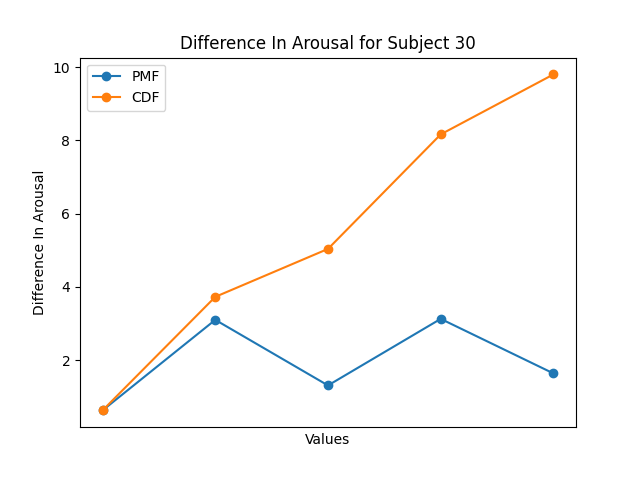 Difference In Arousal for Subject 30
PMF
CDF
10
8
6
4
2
Difference In Arousal
Values